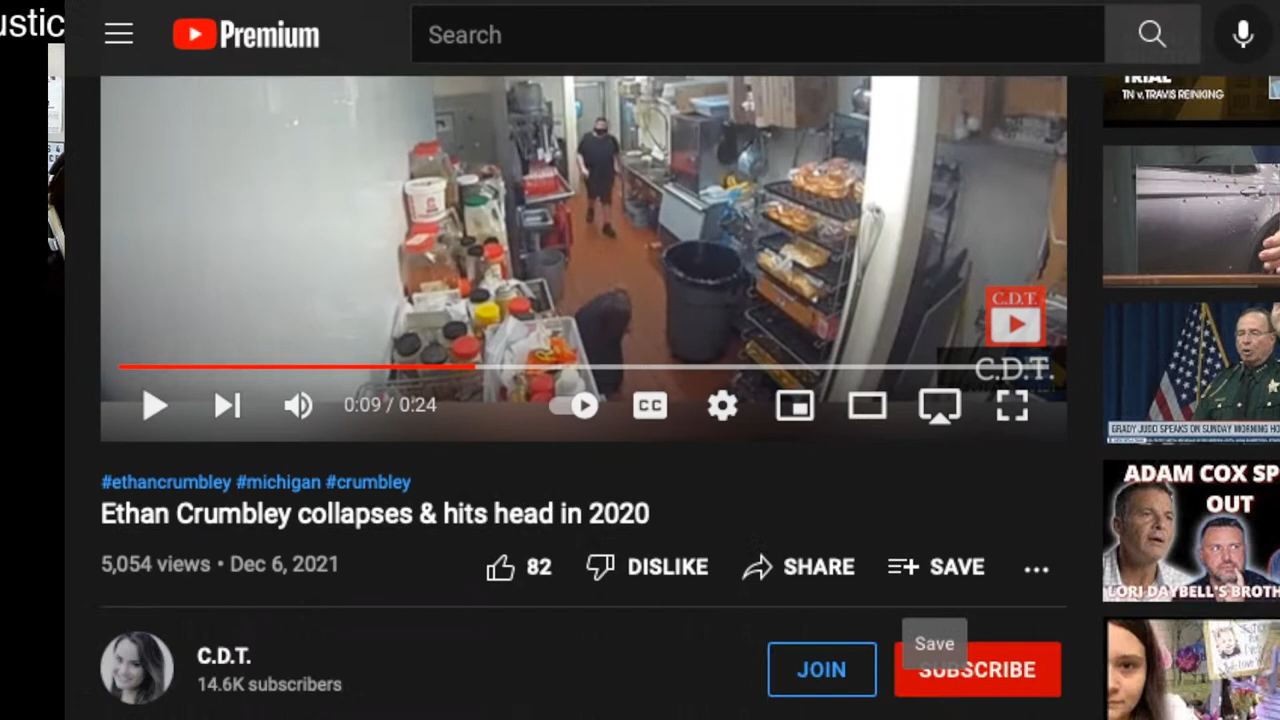 ustic
Premium
Search
TRIAL
TN v. TRAVIS REINKING
C.D.T.
C.D.T.
0:09 / 0:24
CC
GRADY JUDD SPEAKS ON SUNDAY MORNING HO
#ethancrumbley #michigan #crumbley
Ethan Crumbley collapses & hits head in 2020
5,054 views • Dec 6, 2021
82
DISLIKE
SHARE
SAVE
ADAM COX SP
OUT
LORI DAYBELL'S BROTH
C.D.T.
14.6K subscribers
JOIN
Save
SUBSCRIBE